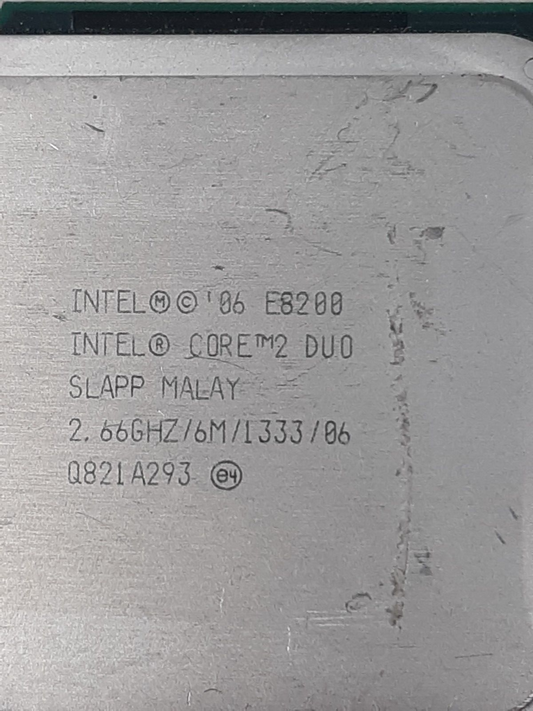 INTEL Ⓜ © '06 E8200
INTEL® CORE™2 DUO
SLAPP MALAY
2.66GHZ/6M/1333/06
Q821A293 e4